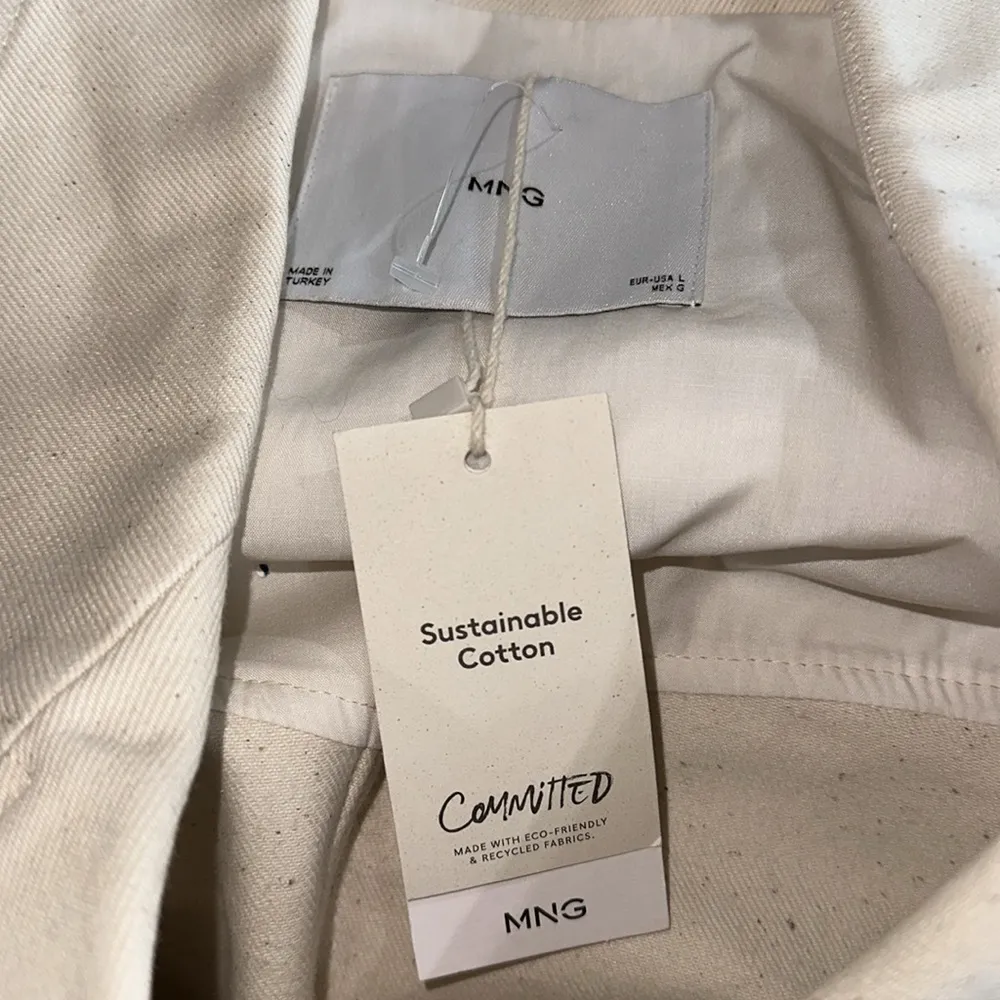 MNG
MADE IN
TURKEY
EUR-USA L
MEX G
Sustainable
Cotton
COMMITTED
MADE WITH ECO-FRIENDLY
& RECYCLED FABRICS.
MNG